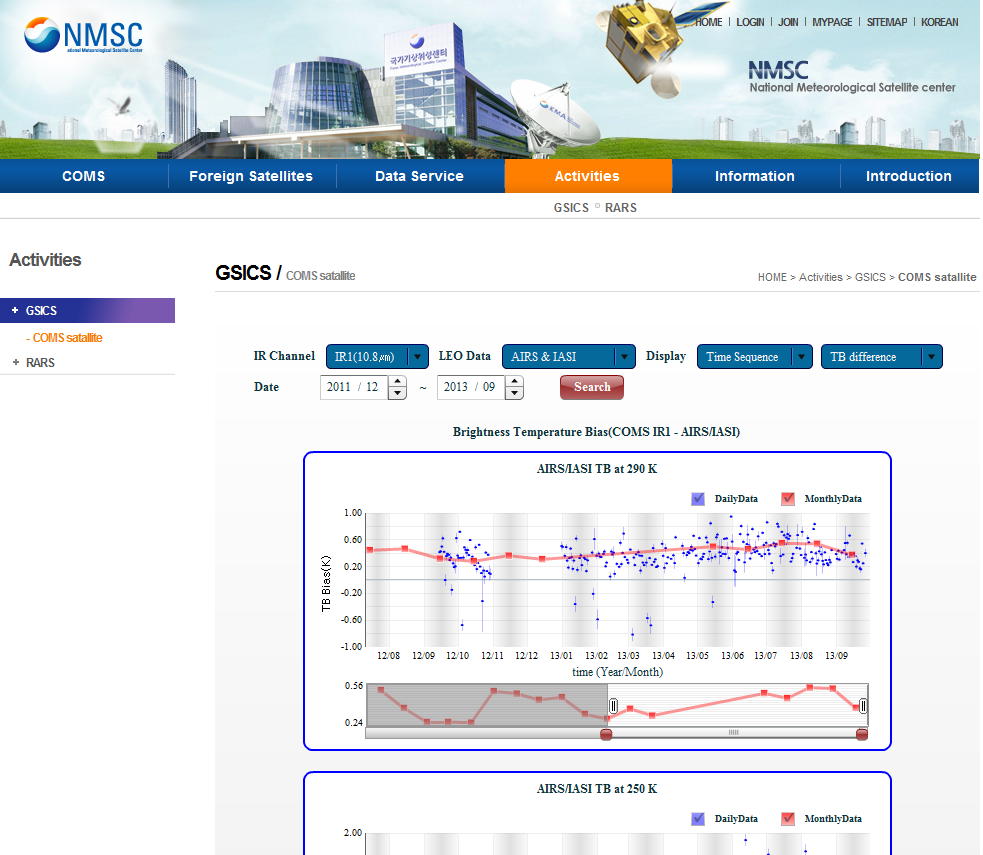 NMSC
National Meteorological Satellite Center
국가기상위성센터
KMA
HOME | LOGIN | JOIN | MYPAGE | SITEMAP | KOREAN
NMSC
National Meteorological Satellite center
COMS Foreign Satellites Data Service Activities Information Introduction
GSICS RARS
Activities
+ GSICS
- COMS satallite
+ RARS
GSICS / COMS satallite
HOME > Activities > GSICS > COMS satallite
IR Channel IR1(10.8㎛) LEO Data AIRS & IASI Display Time Sequence TB difference
Date 2011 / 12 ~ 2013 / 09 Search
Brightness Temperature Bias(COMS IR1 - AIRS/IASI)
AIRS/IASI TB at 290 K
DailyData MonthlyData
1.00
0.60
0.20
-0.20
-0.60
-1.00
TB Bias(K)
12/08 12/09 12/10 12/11 12/12 13/01 13/02 13/03 13/04 13/05 13/06 13/07 13/08 13/09
time (Year/Month)
0.56
0.24
AIRS/IASI TB at 250 K
DailyData MonthlyData
2.00